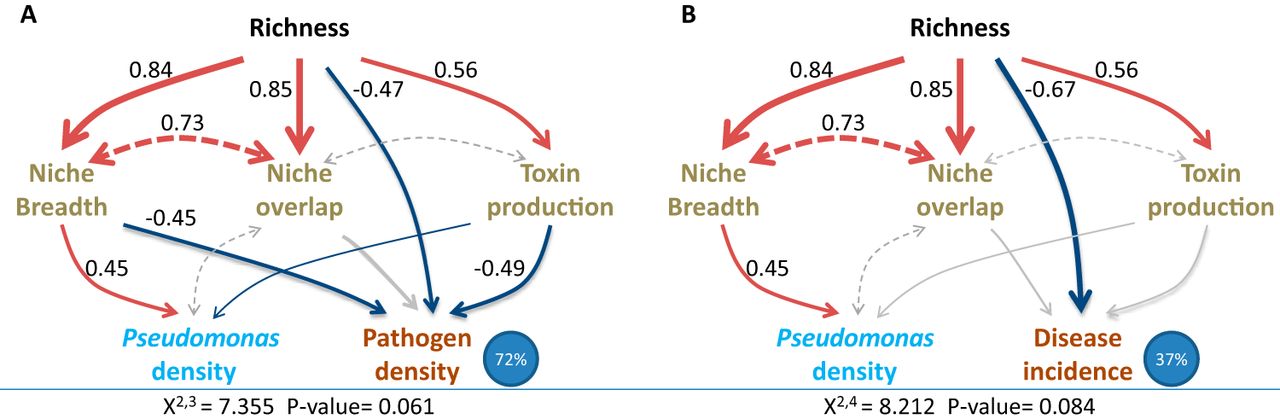 A
Richness
0.84
0.85
-0.47
0.56
0.73
Niche
Breadth
Niche
overlap
Toxin
production
-0.45
0.45
-0.49
Pseudomonas
density
Pathogen
density
72%
X2,3 = 7.355 P-value= 0.061
B
Richness
0.84
0.85
-0.67
0.56
0.73
Niche
Breadth
Niche
overlap
Toxin
production
0.45
Pseudomonas
density
Disease
incidence
37%
X2,4 = 8.212 P-value= 0.084